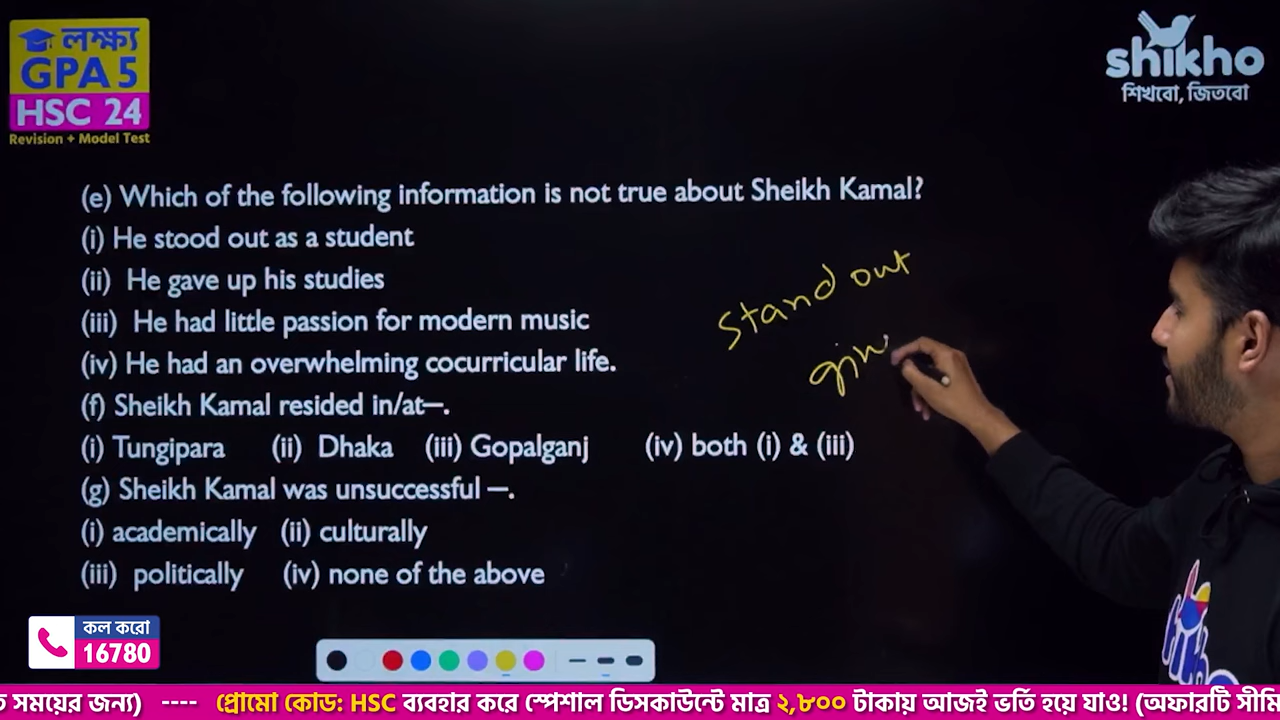 লক্ষ্য
GPA 5
HSC 24
Revision + Model Test
shikho
শিখবো, জিতবো
(e) Which of the following information is not true about Sheikh Kamal?
(i) He stood out as a student
(ii) He gave up his studies
(iii) He had little passion for modern music
(iv) He had an overwhelming cocurricular life.
stand out
giv
(f) Sheikh Kamal resided in/at—.
(i) Tungipara (ii) Dhaka (iii) Gopalganj (iv) both (i) & (iii)
(g) Sheikh Kamal was unsuccessful —.
(i) academically (ii) culturally
(iii) politically (iv) none of the above
কল করো
16780
ত সময়ের জন্য) ---- প্রোমো কোড: HSC ব্যবহার করে স্পেশাল ডিসকাউন্টে মাত্র ২,৮০০ টাকায় আজই ভর্তি হয়ে যাও! (অফারটি সীমি